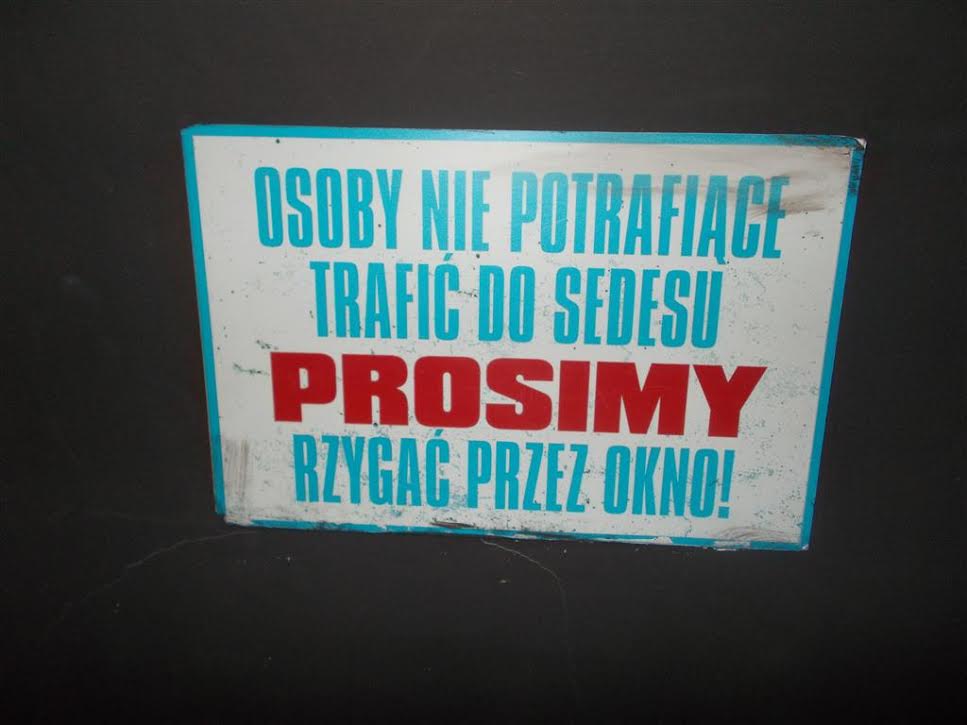 OSOBY NIE POTRAFIĄCE
TRAFIĆ DO SEDESU
PROSIMY
RZYGAĆ PRZEZ OKNO!